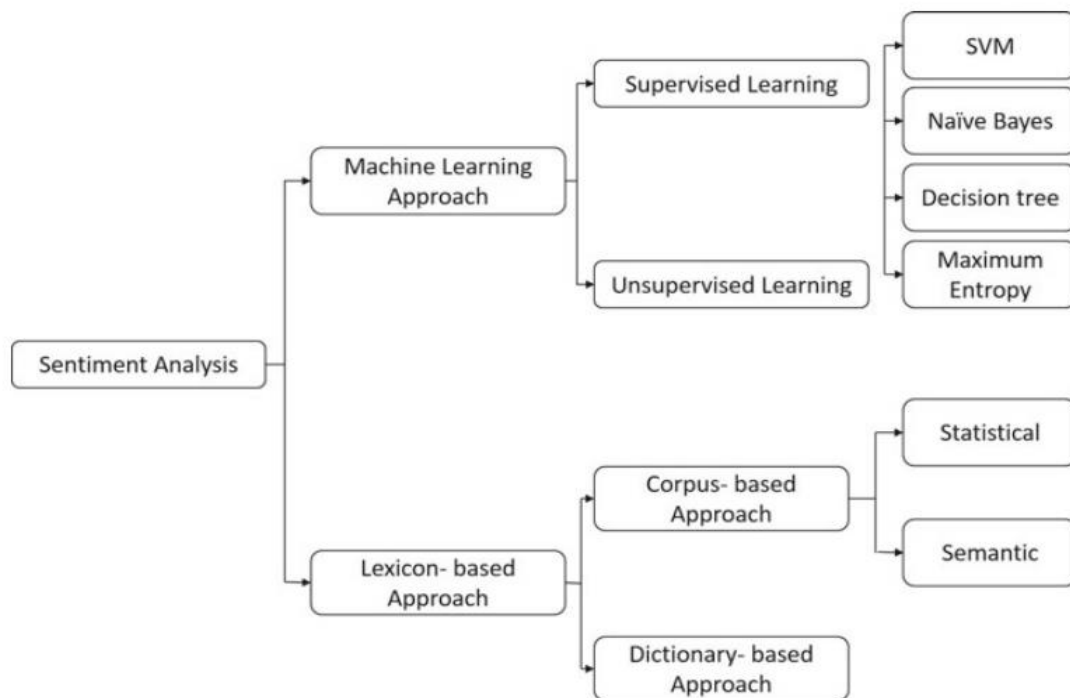 SVM
Supervised Learning
Naïve Bayes
Machine Learning
Approach
Decision tree
Unsupervised Learning
Maximum
Entropy
Sentiment Analysis
Statistical
Corpus- based
Approach
Lexicon- based
Approach
Semantic
Dictionary- based
Approach